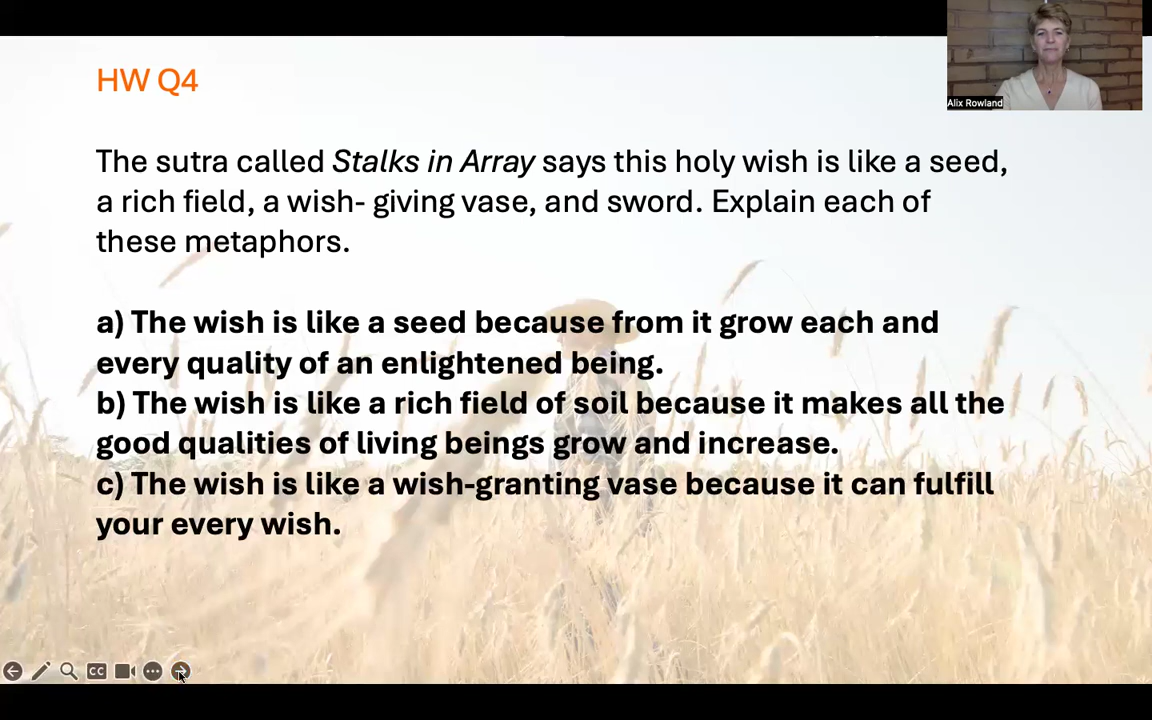 HW Q4
Alix Rowland
The sutra called Stalks in Array says this holy wish is like a seed,
a rich field, a wish- giving vase, and sword. Explain each of
these metaphors.
a) The wish is like a seed because from it grow each and
every quality of an enlightened being.
b) The wish is like a rich field of soil because it makes all the
good qualities of living beings grow and increase.
c) The wish is like a wish-granting vase because it can fulfill
your every wish.
CC